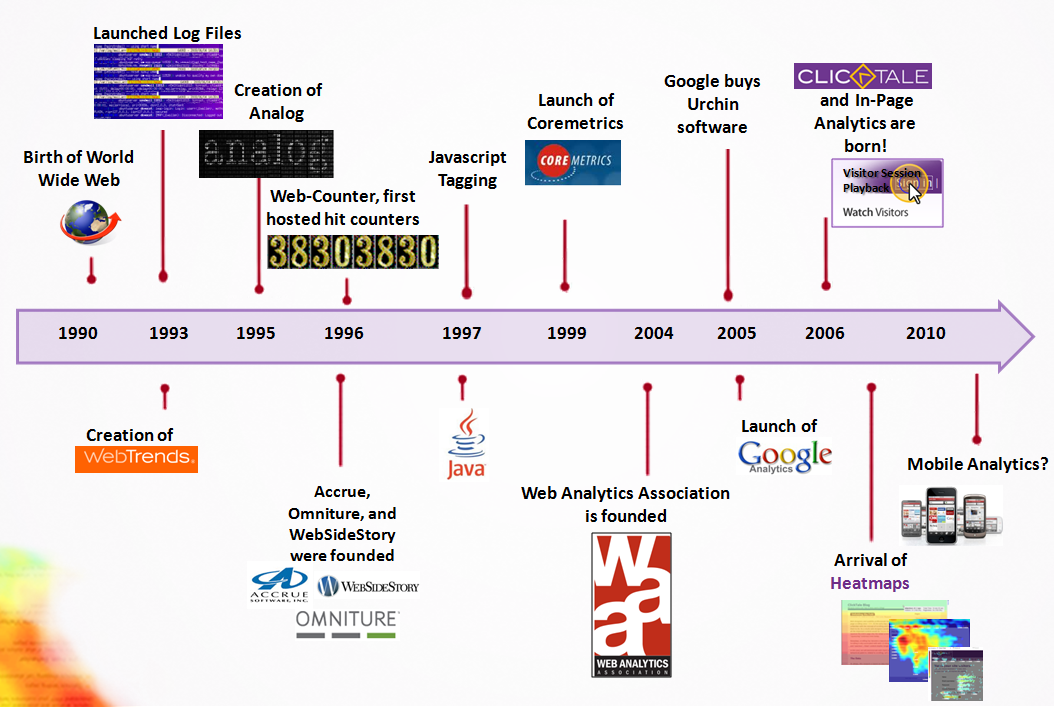 Launched Log Files
Creation of
Analog
analog
Birth of World
Wide Web
Web-Counter, first
hosted hit counters
38303830
Javascript
Tagging
Launch of
Coremetrics
COREMETRICS
Google buys
Urchin
software
CLICKTALE
and In-Page
Analytics are
born!
Visitor Session
Playback
Sign In
Watch Visitors
1990
1993
1995
1996
1997
1999
2004
2005
2006
2010
Creation of
WebTrends.
Accrue,
Omniture, and
WebSideStory
were founded
ACCRUE
SOFTWARE, INC.
WEBSIDESTORY
OMNITURE
Java
Web Analytics Association
is founded
waa
WEB ANALYTICS
ASSOCIATION
Launch of
Google
Analytics
Arrival of
Heatmaps
Mobile Analytics?